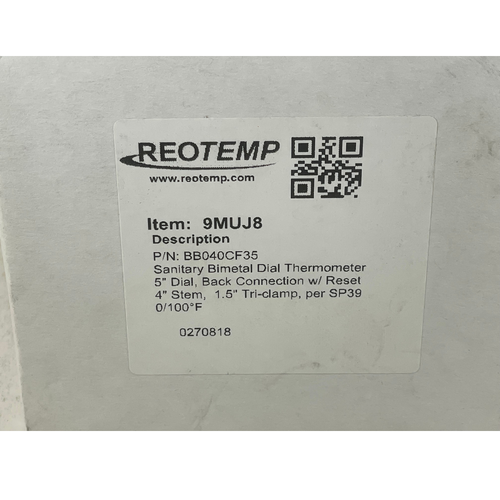 REOTEMP
www.reotemp.com
Item: 9MUJ8
Description
P/N: BB040CF35
Sanitary Bimetal Dial Thermometer
5" Dial, Back Connection w/ Reset
4" Stem, 1.5" Tri-clamp, per SP39
0/100°F
0270818